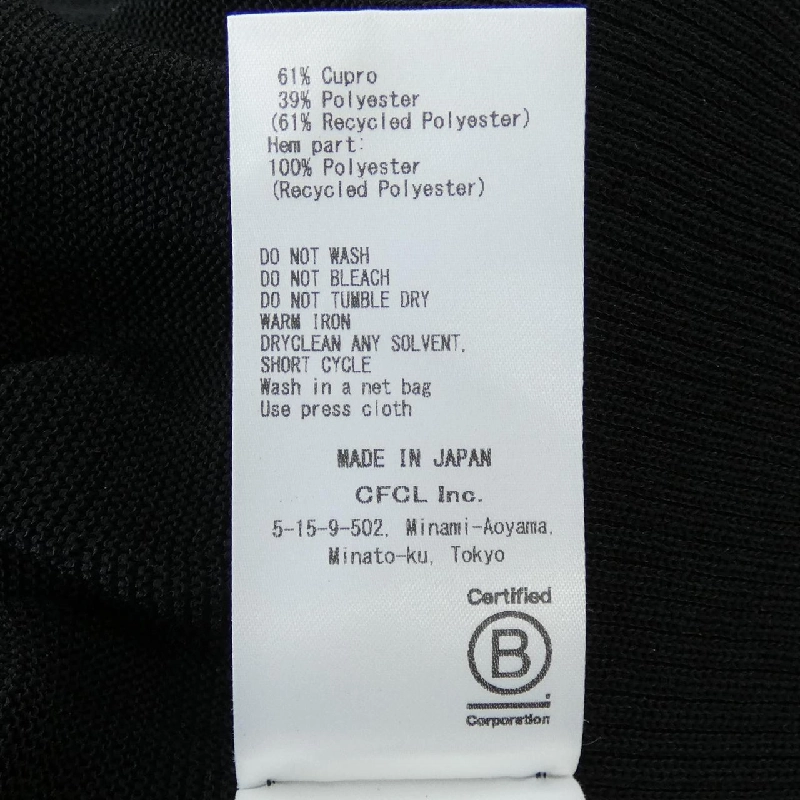 61% Cupro
39% Polyester
(61% Recycled Polyester)
Hem part:
100% Polyester
(Recycled Polyester)
DO NOT WASH
DO NOT BLEACH
DO NOT TUMBLE DRY
WARM IRON
DRYCLEAN ANY SOLVENT.
SHORT CYCLE
Wash in a net bag
Use press cloth
MADE IN JAPAN
CFCL Inc.
5-15-9-502, Minami-Aoyama,
Minato-ku, Tokyo
Certified
B
Corporation